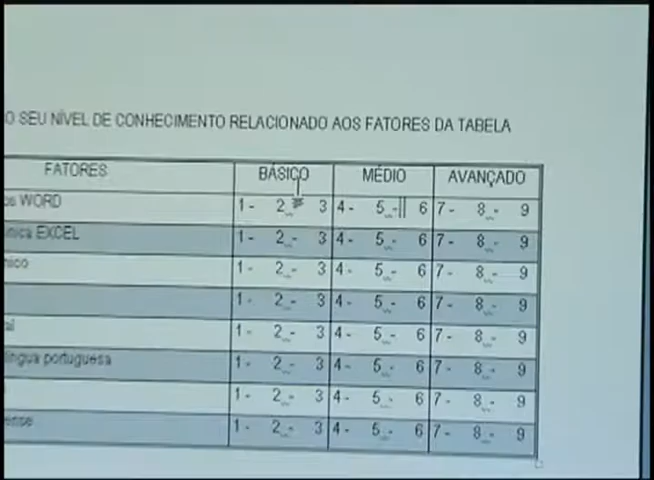 O SEU NÍVEL DE CONHECIMENTO RELACIONADO AOS FATORES DA TABELA
FATORES BÁSICO MÉDIO AVANÇADO
WORD 1- 2 - 3 4- 5 - 6 7- 8 - 9
EXCEL 1- 2 - 3 4- 5 - 6 7- 8 - 9
1- 2 - 3 4- 5 - 6 7- 8 - 9
1- 2 - 3 4- 5 - 6 7- 8 - 9
1- 2 - 3 4- 5 - 6 7- 8 - 9
língua portuguesa 1- 2 - 3 4- 5 - 6 7- 8 - 9
1- 2 - 3 4- 5 - 6 7- 8 - 9
1- 2 - 3 4- 5 - 6 7- 8 - 9